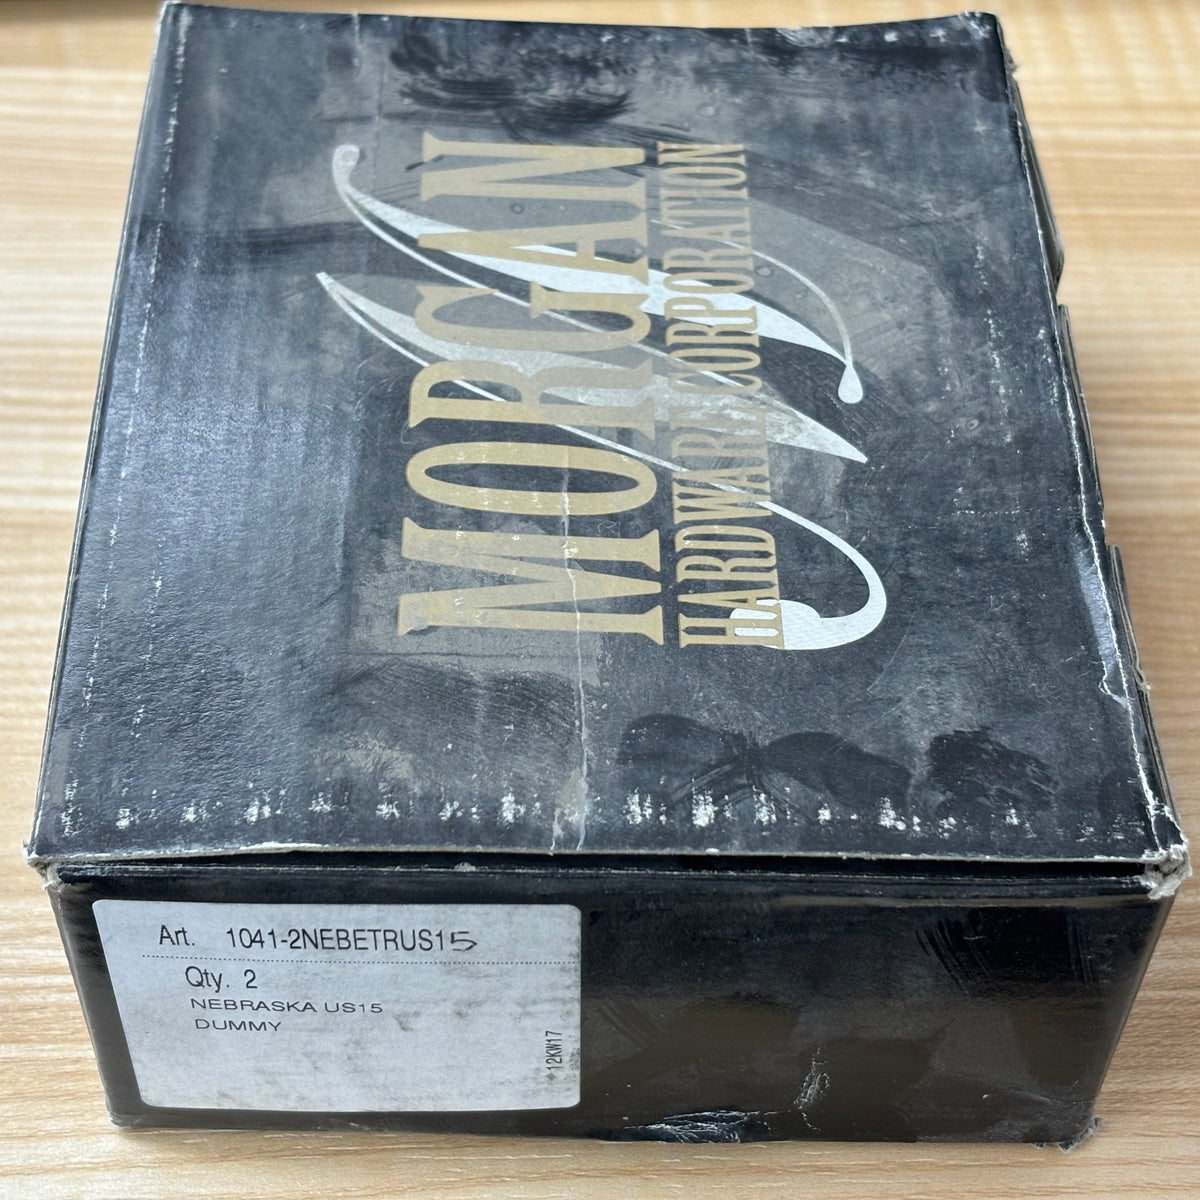 MORGAN
HARDWARE CORPORATION
Art. 1041-2NEBETRUS15
Qty. 2
NEBRASKA US15
DUMMY
12KW17